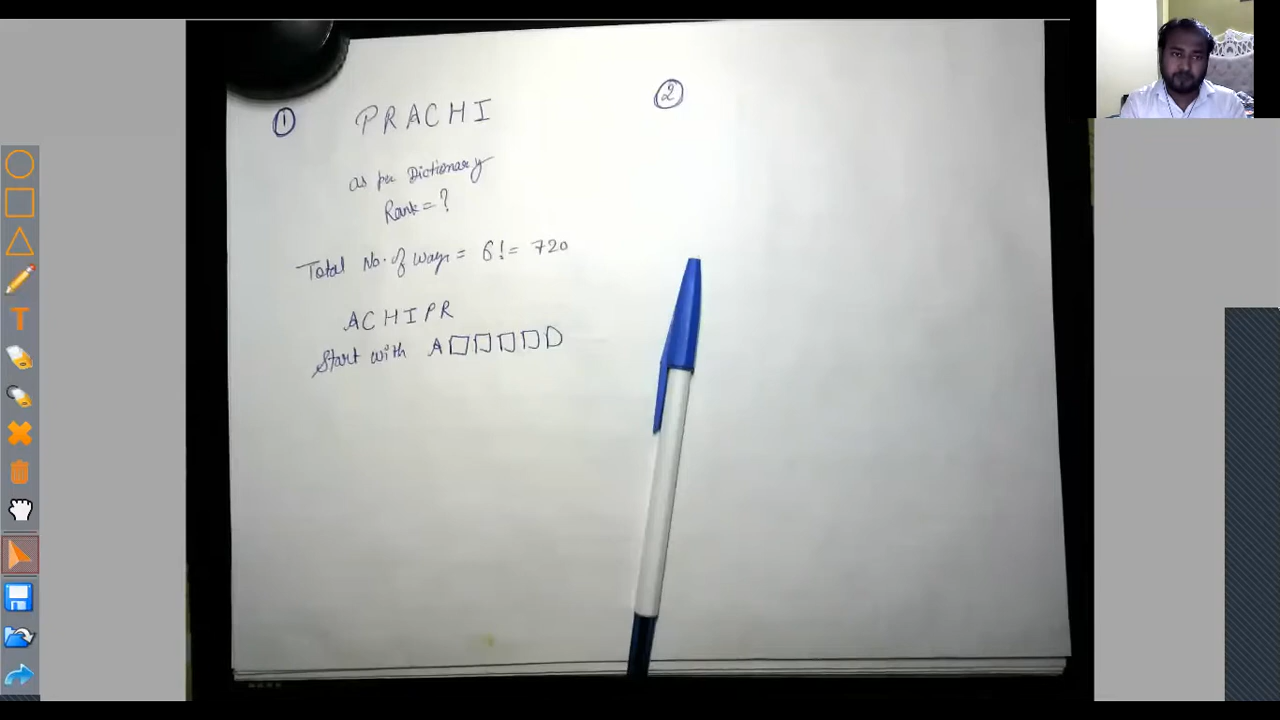 ① PRACHI
as per Dictionary
Rank = ?
Total No. of ways = 6! = 720
ACHIPR
Start with A□□□□□
②
T